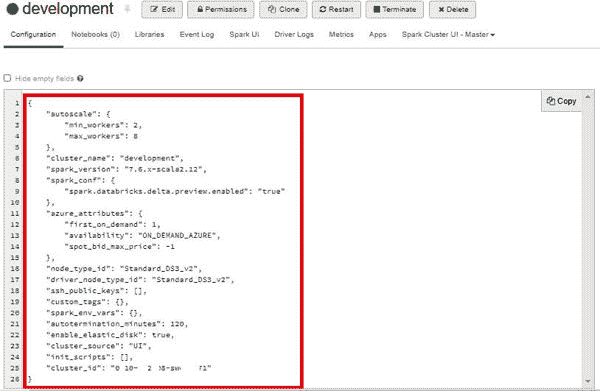 development
Edit
Permissions
Clone
Restart
Terminate
Delete
Configuration
Notebooks (0)
Libraries
Event Log
Spark UI
Driver Logs
Metrics
Apps
Spark Cluster UI - Master
Hide empty fields
Copy
1 {
2 "autoscale": {
3 "min_workers": 2,
4 "max_workers": 8
5 },
6 "cluster_name": "development",
7 "spark_version": "7.6.x-scala2.12",
8 "spark_conf": {
9 "spark.databricks.delta.preview.enabled": "true"
10 },
11 "azure_attributes": {
12 "first_on_demand": 1,
13 "availability": "ON_DEMAND_AZURE",
14 "spot_bid_max_price": -1
15 },
16 "node_type_id": "Standard_DS3_v2",
17 "driver_node_type_id": "Standard_DS3_v2",
18 "ssh_public_keys": [],
19 "custom_tags": {},
20 "spark_env_vars": {},
21 "autotermination_minutes": 120,
22 "enable_elastic_disk": true,
23 "cluster_source": "UI",
24 "init_scripts": [],
25 "cluster_id":
26 }